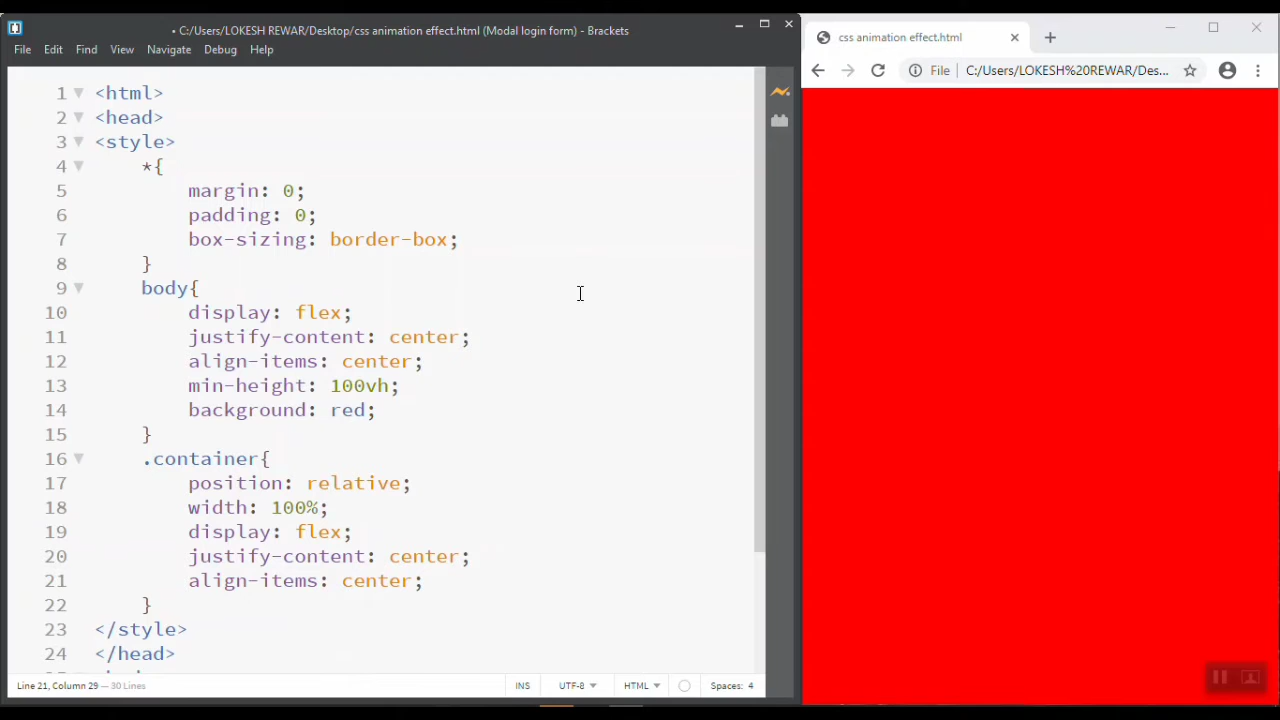 • C:/Users/LOKESH REWAR/Desktop/css animation effect.html (Modal login form) - Brackets
File Edit Find View Navigate Debug Help
1 <html>
2 <head>
3 <style>
4 *{
5 margin: 0;
6 padding: 0;
7 box-sizing: border-box;
8 }
9 body{
10 display: flex;
11 justify-content: center;
12 align-items: center;
13 min-height: 100vh;
14 background: red;
15 }
16 .container{
17 position: relative;
18 width: 100%;
19 display: flex;
20 justify-content: center;
21 align-items: center;
22 }
23 </style>
24 </head>
Line 21, Column 29 — 30 Lines
INS UTF-8 HTML Spaces: 4
css animation effect.html
File C:/Users/LOKESH%20REWAR/Des...